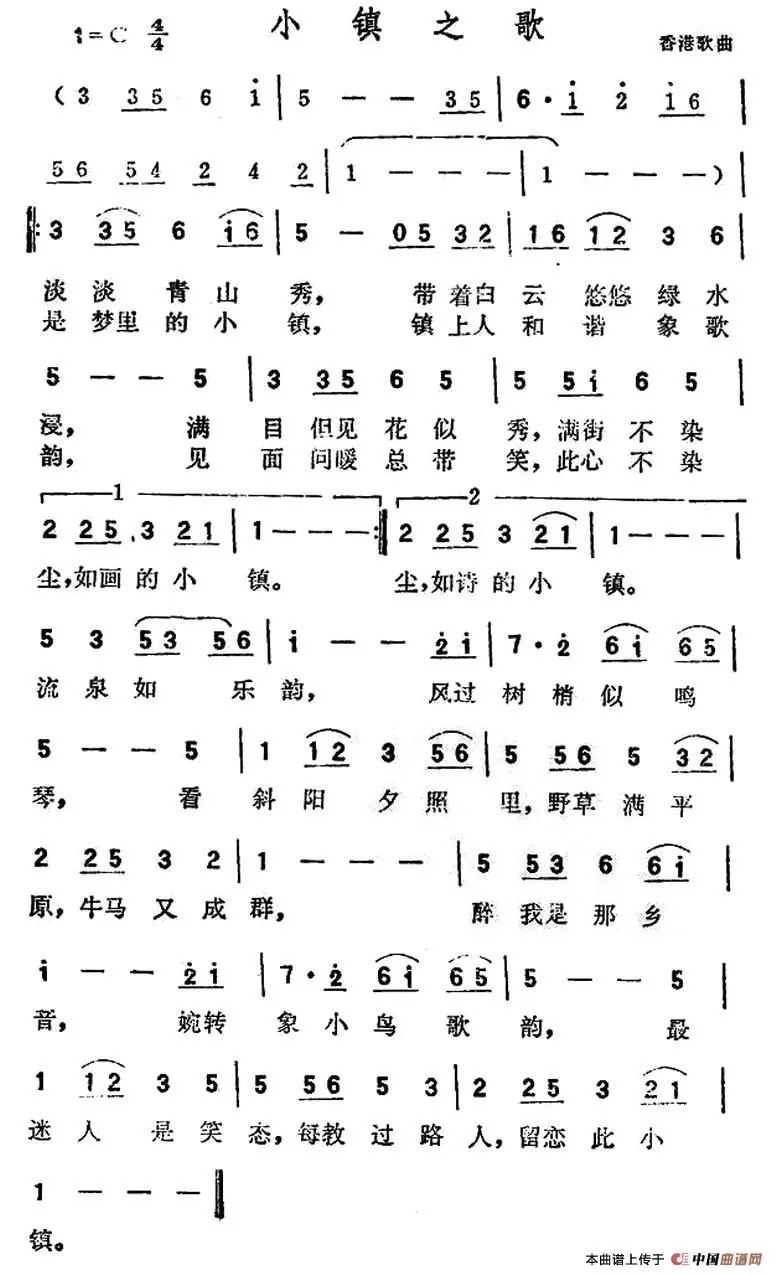 小镇之歌
1=C 4/4
香港歌曲
(3 35 6 i | 5 — — 35 | 6· i 2 i6 |
56 54 2 4 2 | 1 — — — | 1 — — —) |
‖: 3 35 6 i6 | 5 — 05 32 | 16 12 3 6 |
淡淡青山秀，带着白云悠悠绿水
是梦里的小镇，镇上人和谐象歌
5 — — 5 | 3 35 6 5 | 5 5i 6 5 |
浸，满目但见花似秀，满街不染
韵，见面问暖总带笑，此心不染
1 2
2 25 3 21 | 1 — — — :‖ 2 25 3 21 | 1 — — — |
尘，如画的小镇。尘，如诗的小镇。
5 3 53 56 | i — — 2i | 7· 2 6i 65 |
流泉如乐韵，风过树梢似鸣
5 — — 5 | 1 12 3 56 | 5 56 5 32 |
琴，看斜阳夕照里，野草满平
2 25 3 2 | 1 — — — | 5 53 6 6i |
原，牛马又成群，醉我是那乡
i — — 2i | 7· 2 6i 65 | 5 — — 5 |
音，婉转象小鸟歌韵，最
1 12 3 5 | 5 56 5 3 | 2 25 3 21 |
迷人是笑态，每教过路人，留恋此小
1 — — — ‖
镇。
本曲谱上传于 中国曲谱网